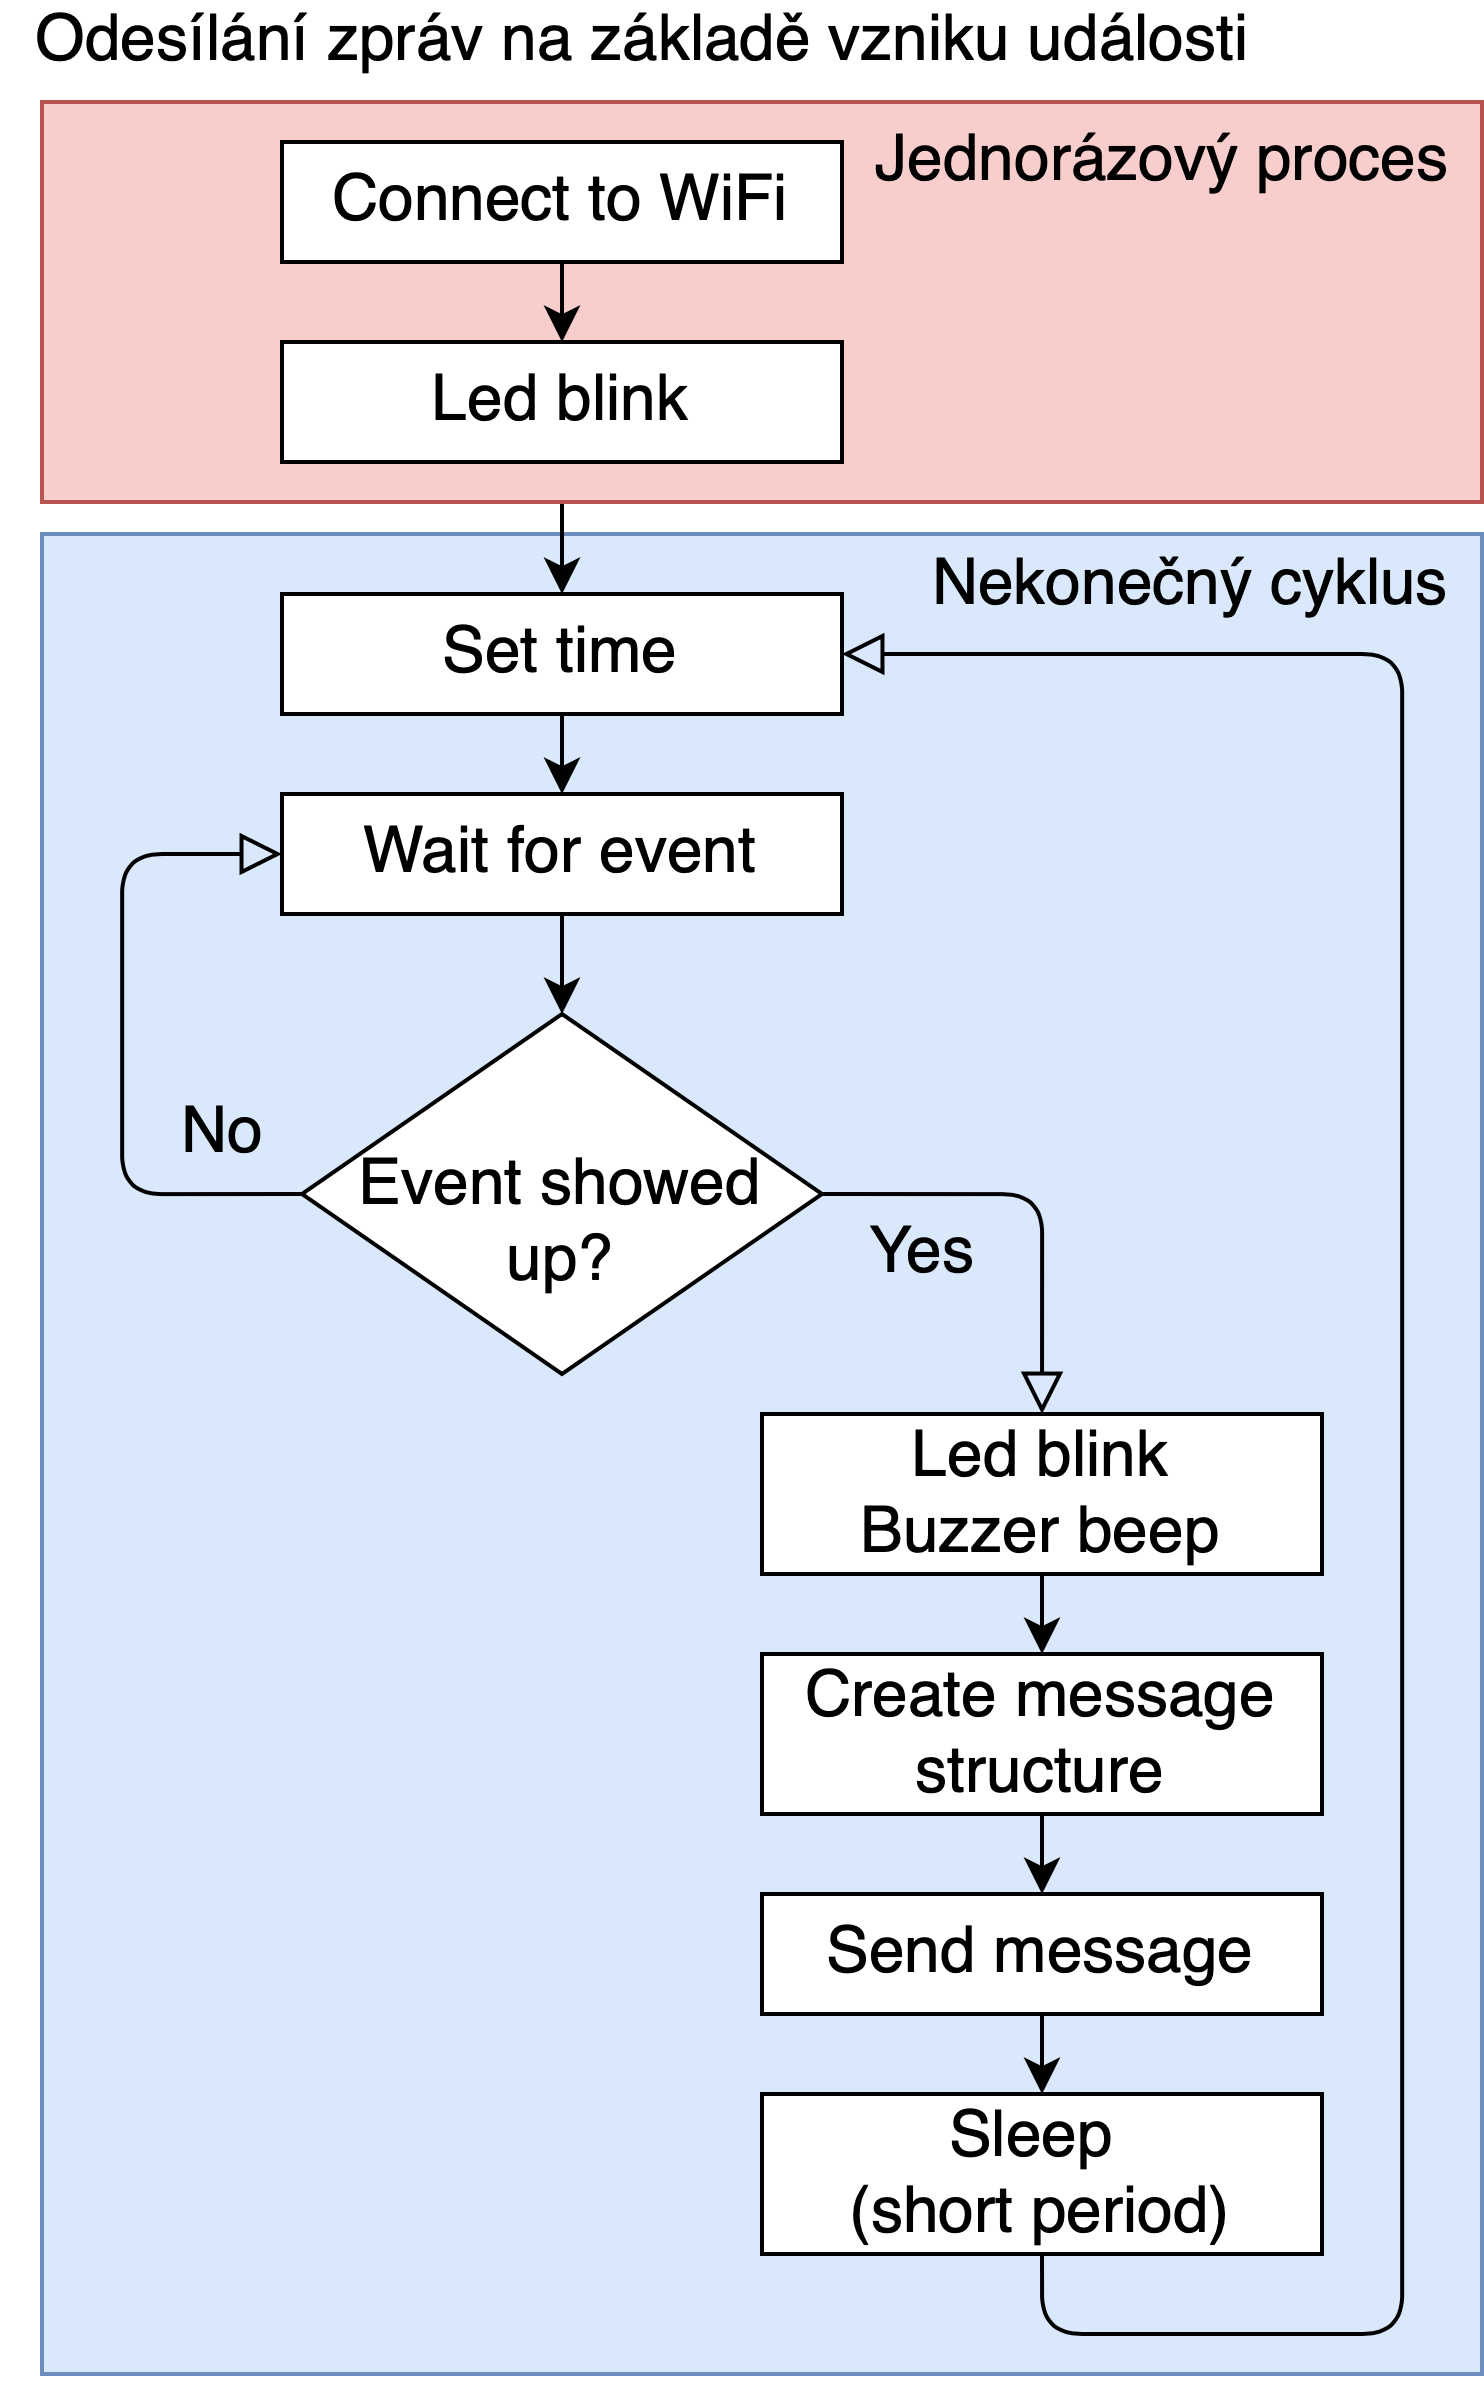 Odesílání zpráv na základě vzniku události
Jednorázový proces
Connect to WiFi
Led blink
Nekonečný cyklus
Set time
Wait for event
No
Event showed
up?
Yes
Led blink
Buzzer beep
Create message
structure
Send message
Sleep
(short period)